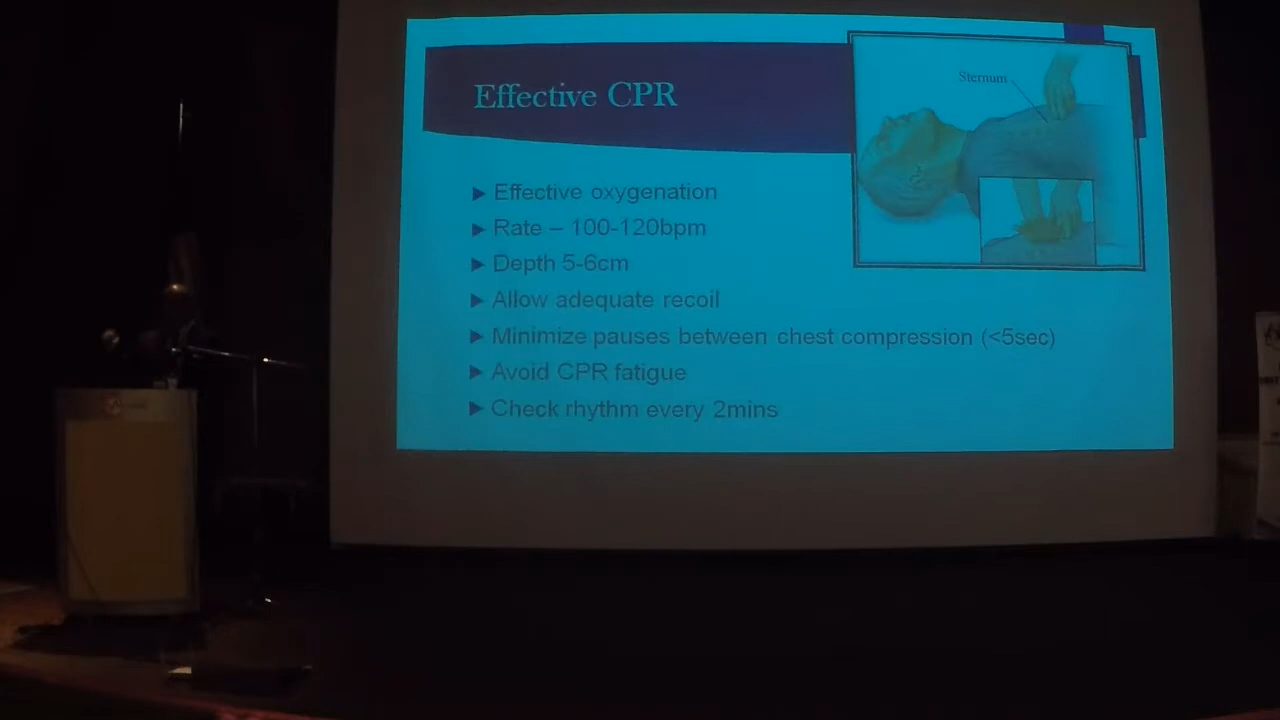 Effective CPR
Sternum
Effective oxygenation
Rate – 100-120bpm
Depth 5-6cm
Allow adequate recoil
Minimize pauses between chest compression (<5sec)
Avoid CPR fatigue
Check rhythm every 2mins